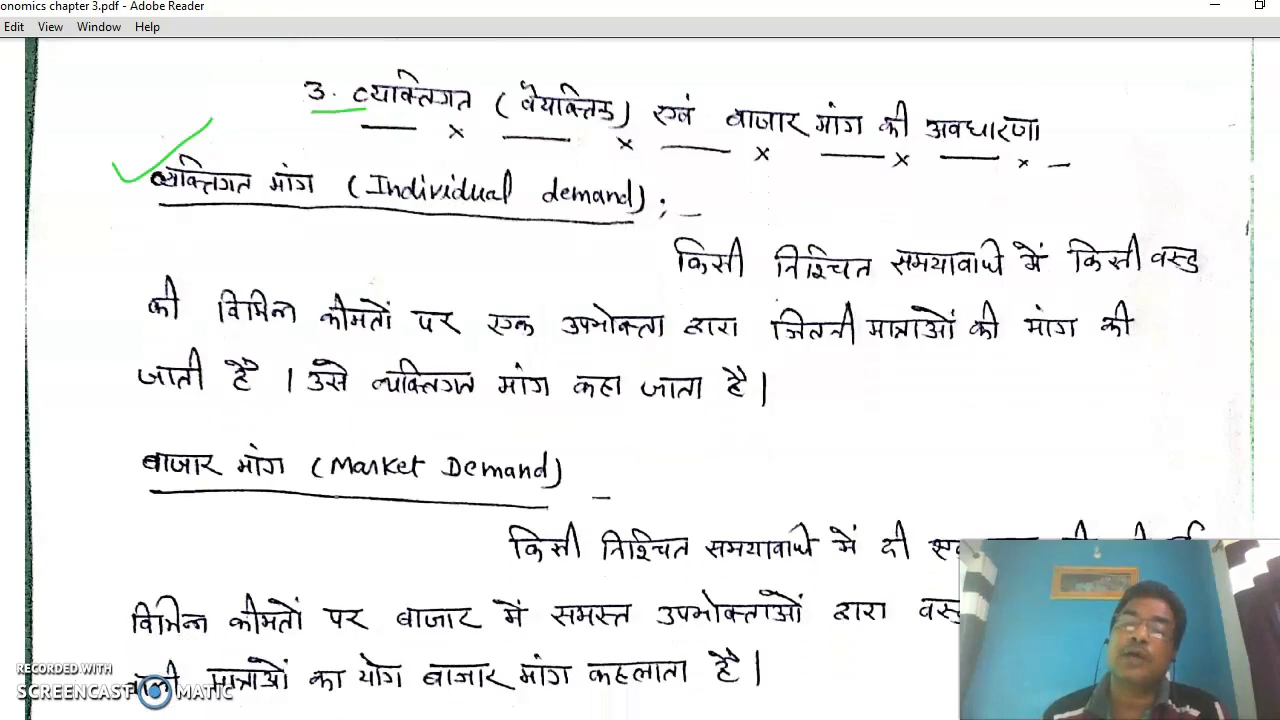 onomics chapter 3.pdf - Adobe Reader
Edit View Window Help
3. व्यक्तिगत (वैयक्तिक) एवं बाजार मांग की अवधारणा
व्यक्तिगत मांग (Individual demand) ; _
किसी निश्चित समयावधि में किसी वस्तु
की विभिन्न कीमतों पर एक उपभोक्ता द्वारा जितनी मात्राओं की मांग की
जाती है । उसे व्यक्तिगत मांग कहा जाता है |
बाजार मांग (Market Demand) _
किसी निश्चित समयावधि में दी
विभिन्न कीमतों पर बाजार में समस्त उपभोक्ताओं द्वारा
मात्राओं का योग बाजार मांग कहलाता है |
RECORDED WITH
SCREENCAST MATIC